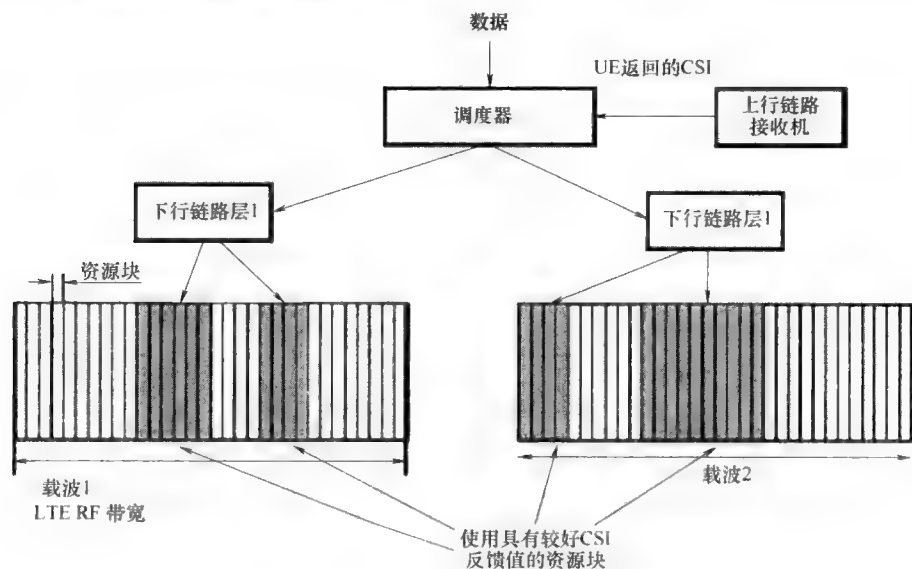 数据
UE返回的CSI
调度器
上行链路
接收机
下行链路层1
下行链路层1
资源块
载波1
LTE RF 带宽
载波2
使用具有较好CSI
反馈值的资源块